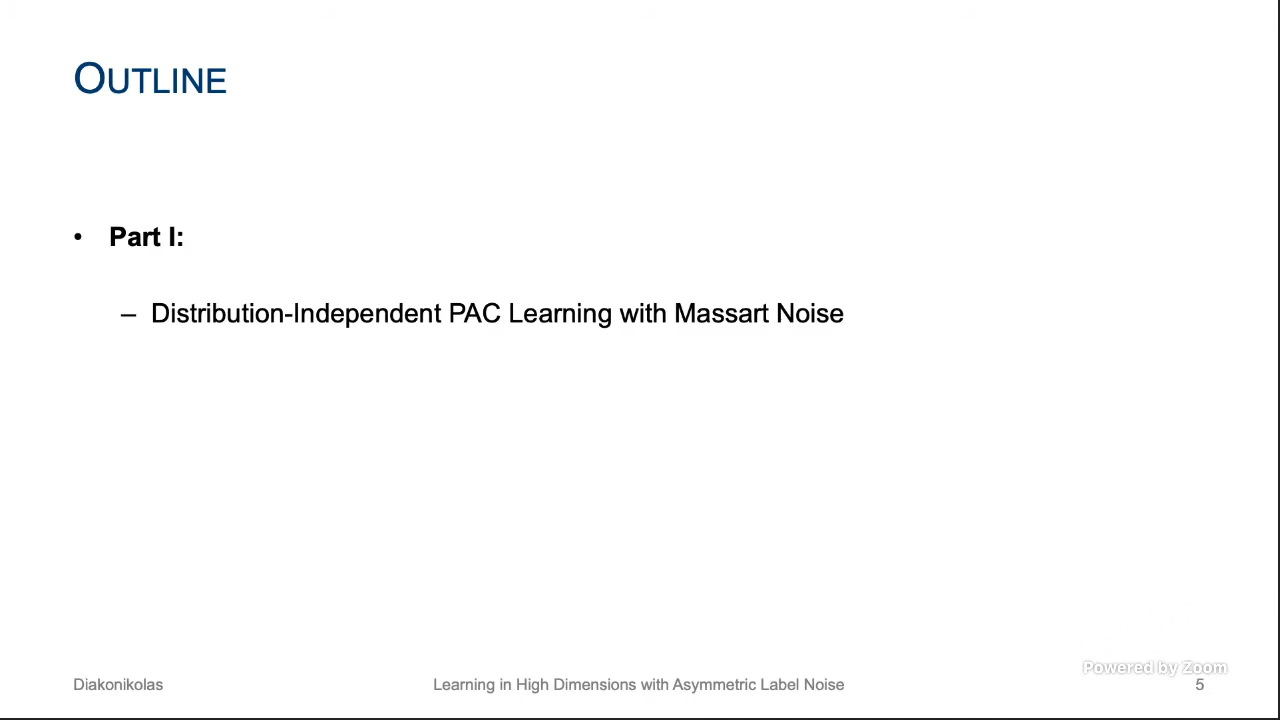 OUTLINE
• Part I:
– Distribution-Independent PAC Learning with Massart Noise
Powered by Zoom
Diakonikolas Learning in High Dimensions with Asymmetric Label Noise 5